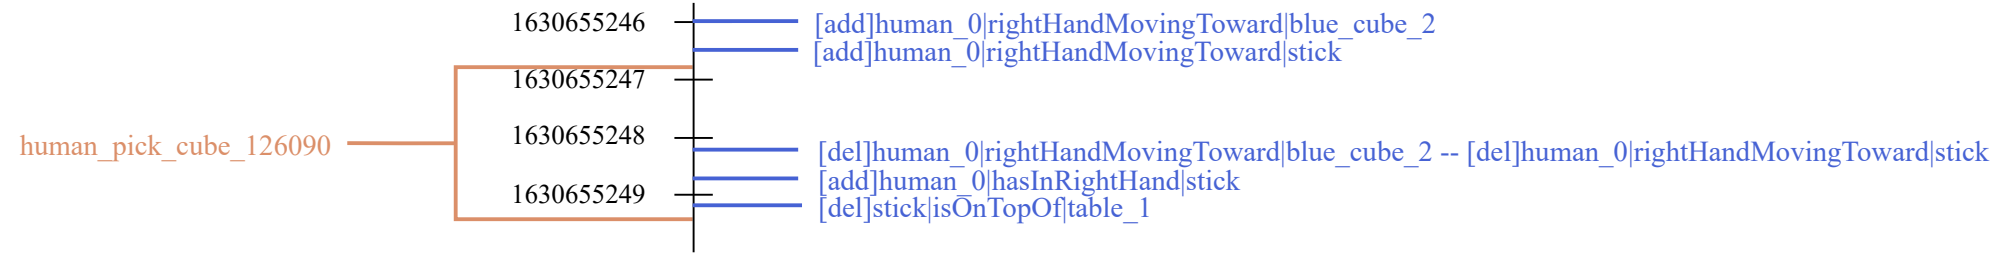 1630655246
[add]human_0|rightHandMovingToward|blue_cube_2
[add]human_0|rightHandMovingToward|stick
1630655247
1630655248
human_pick_cube_126090
[del]human_0|rightHandMovingToward|blue_cube_2 -- [del]human_0|rightHandMovingToward|stick
[add]human_0|hasInRightHand|stick
1630655249
[del]stick|isOnTopOf|table_1